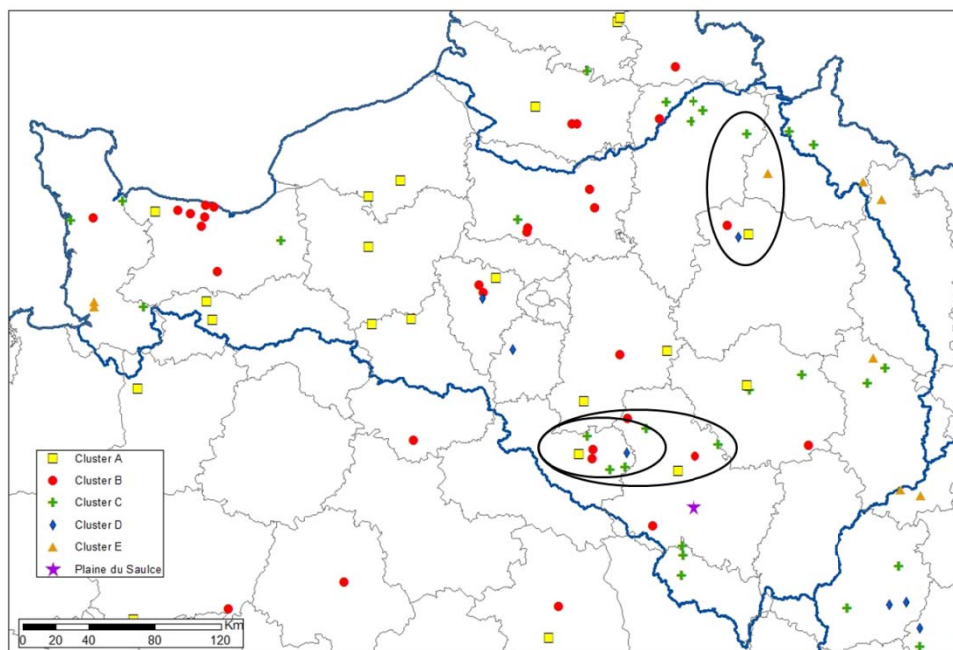 Cluster A
Cluster B
Cluster C
Cluster D
Cluster E
Plaine du Saulce
Km
0 20 40 80 120